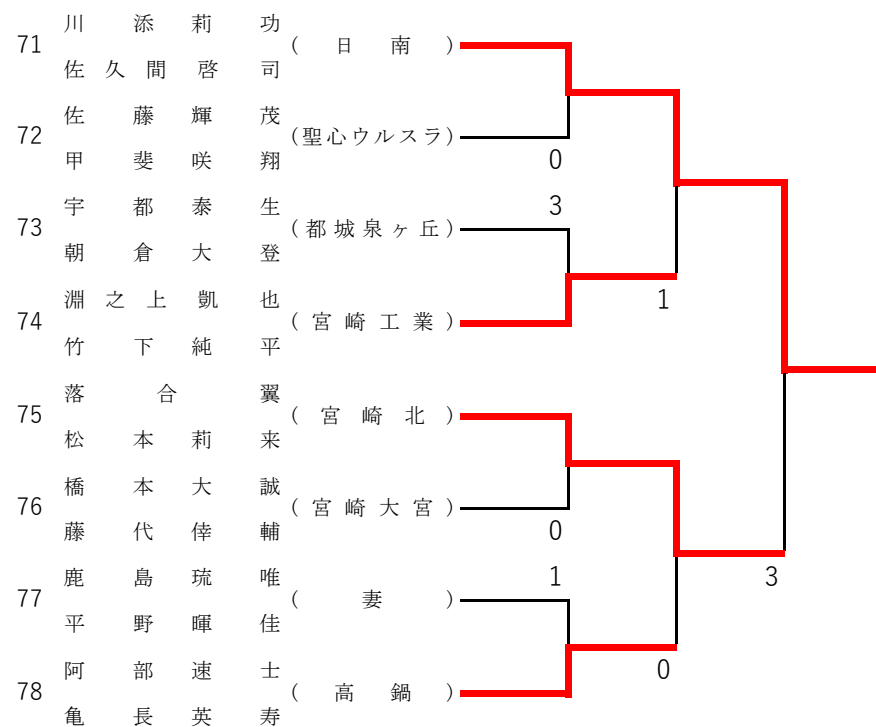 川添莉功
71 (日南)
佐久間啓司
佐藤輝茂
72 (聖心ウルスラ)
甲斐咲翔
0
宇都泰生
3
73 (都城泉ヶ丘)
朝倉大登
淵之上凱也
1
74 (宮崎工業)
竹下純平
落合翼
75 (宮崎北)
松本莉来
橋本大誠
76 (宮崎大宮)
藤代倖輔
0
鹿島琉唯
1
3
77 (妻)
平野暉佳
阿部速士
0
78 (高鍋)
亀長英寿